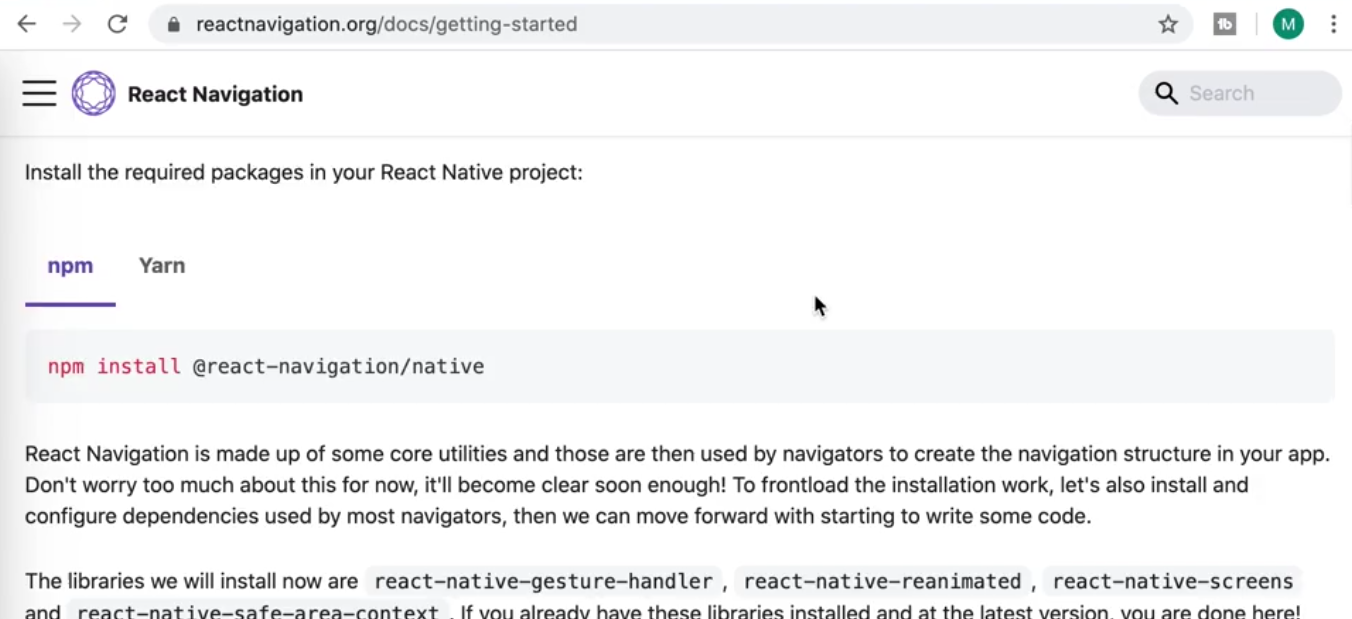 reactnavigation.org/docs/getting-started
M
React Navigation
Search
Install the required packages in your React Native project:
npm Yarn
npm install @react-navigation/native
React Navigation is made up of some core utilities and those are then used by navigators to create the navigation structure in your app.
Don't worry too much about this for now, it'll become clear soon enough! To frontload the installation work, let's also install and
configure dependencies used by most navigators, then we can move forward with starting to write some code.
The libraries we will install now are react-native-gesture-handler , react-native-reanimated , react-native-screens
and react-native-safe-area-context . If you already have these libraries installed and at the latest version, you are done here!